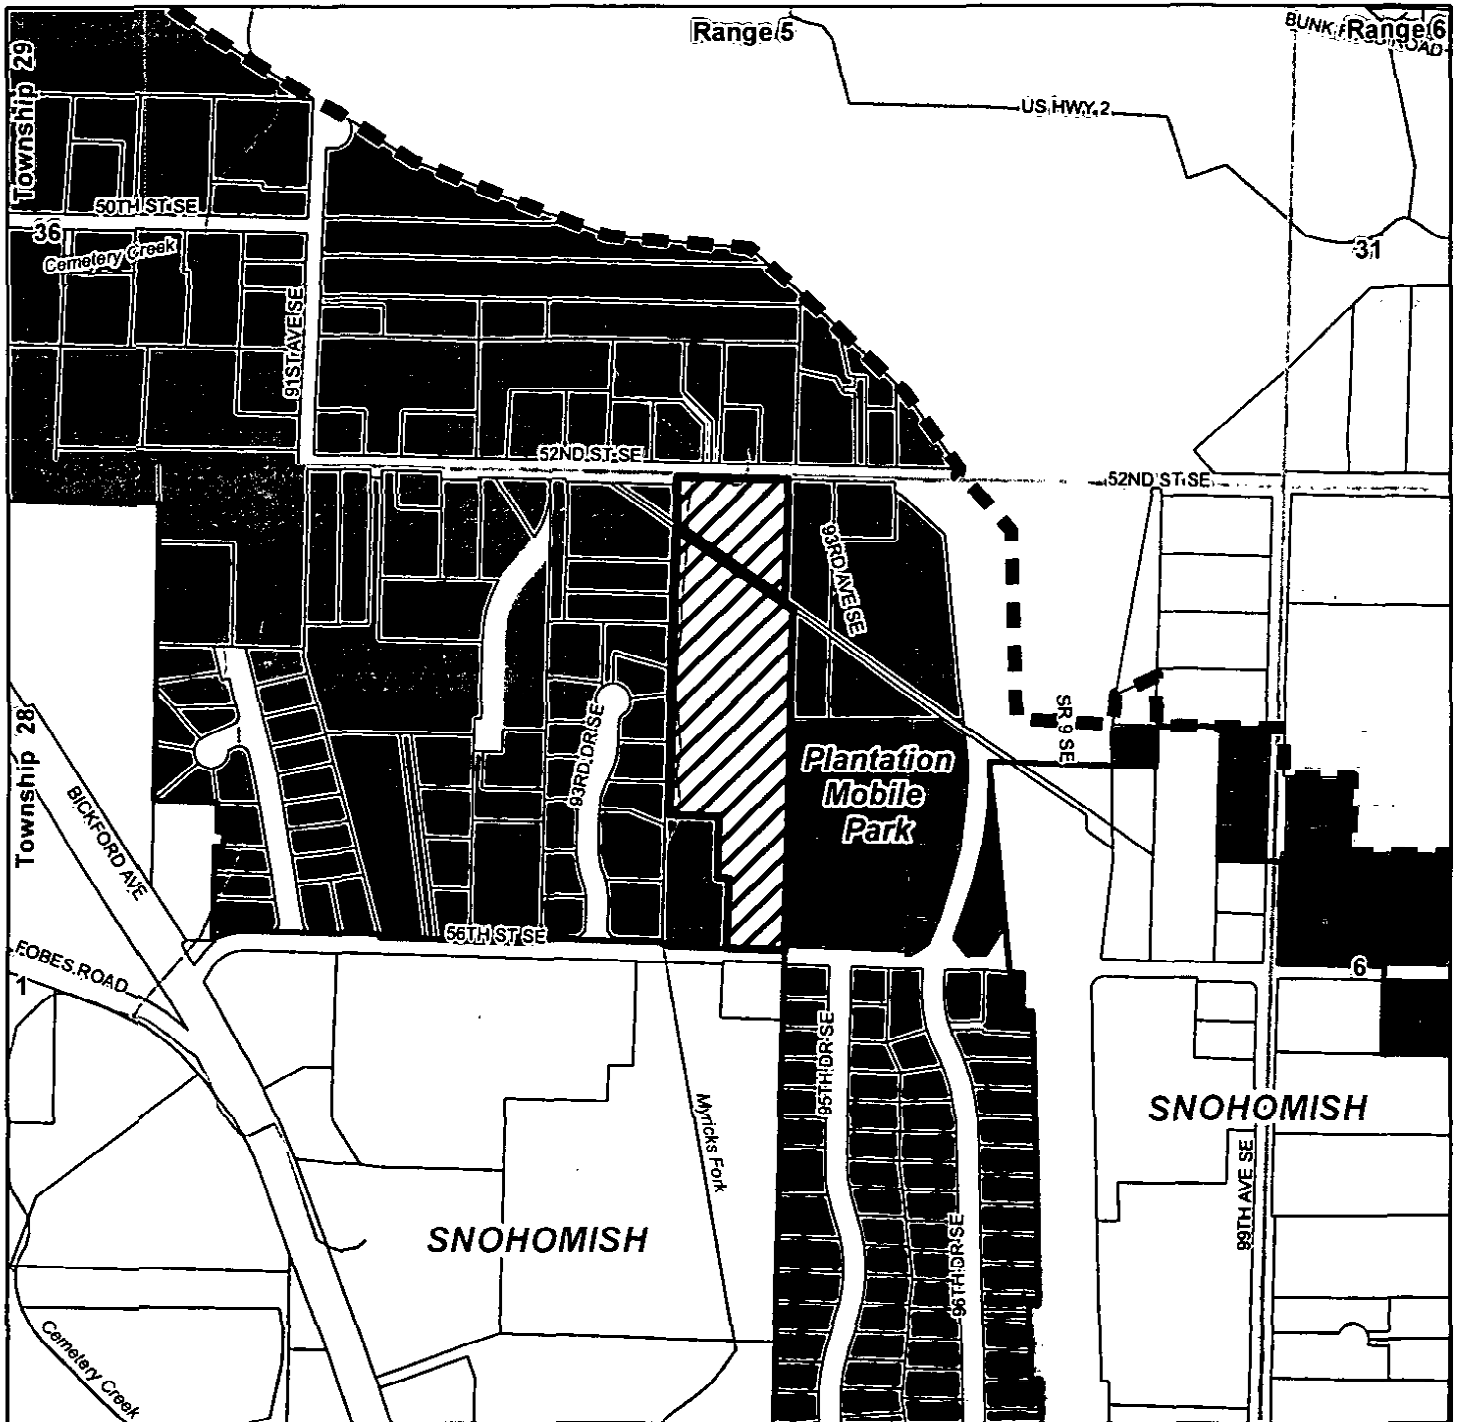 Range 5
Range 6
Township 29
US HWY 2
50TH ST SE
36
Cemetery Creek
31
91ST AVE SE
52ND ST SE
52ND ST SE
93RD AVE SE
SR 9 SE
93RD DR SE
Township 28
Plantation
Mobile
Park
BICKFORD AVE
56TH ST SE
FOBES ROAD
1
6
95TH DR SE
Myricks Fork
SNOHOMISH
99TH AVE SE
96TH DR SE
SNOHOMISH
Cemetery Creek